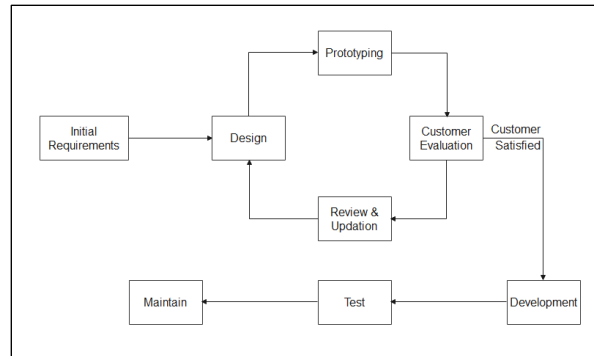 Prototyping
Initial
Requirements
Design
Customer
Evaluation
Customer
Satisfied
Review &
Updation
Maintain
Test
Development